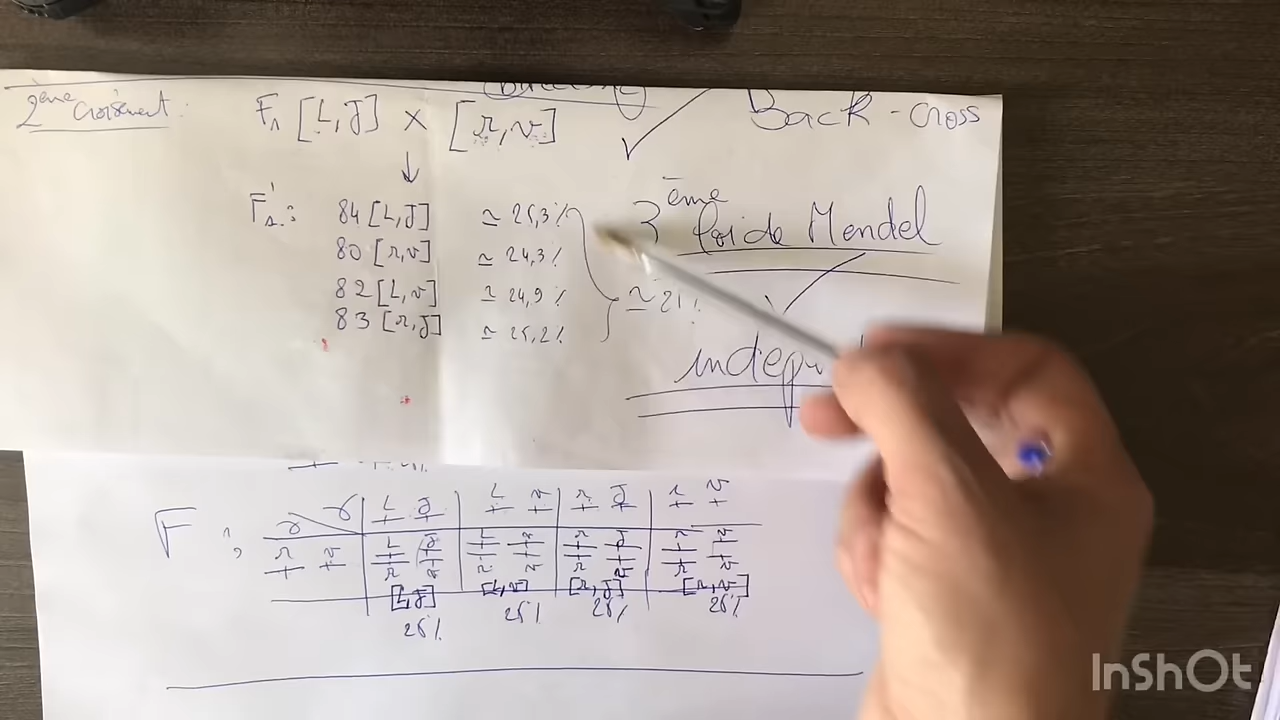 2ème croisement :
F₁ [L,J] × [r,v]
Back-cross
F'₂:
84 [L,J] ≃ 25,3%
80 [r,v] ≃ 24,3%
82 [L,v] ≃ 24,9%
83 [r,J] ≃ 25,2%
≃ 25%
3ème loi de Mendel
F :
γ γ L J L v r J r v
r v L J L v r J r v
r v r v r v r v
[L,J] [L,v] [r,J] [r,v]
25% 25% 25% 25%
InShOt